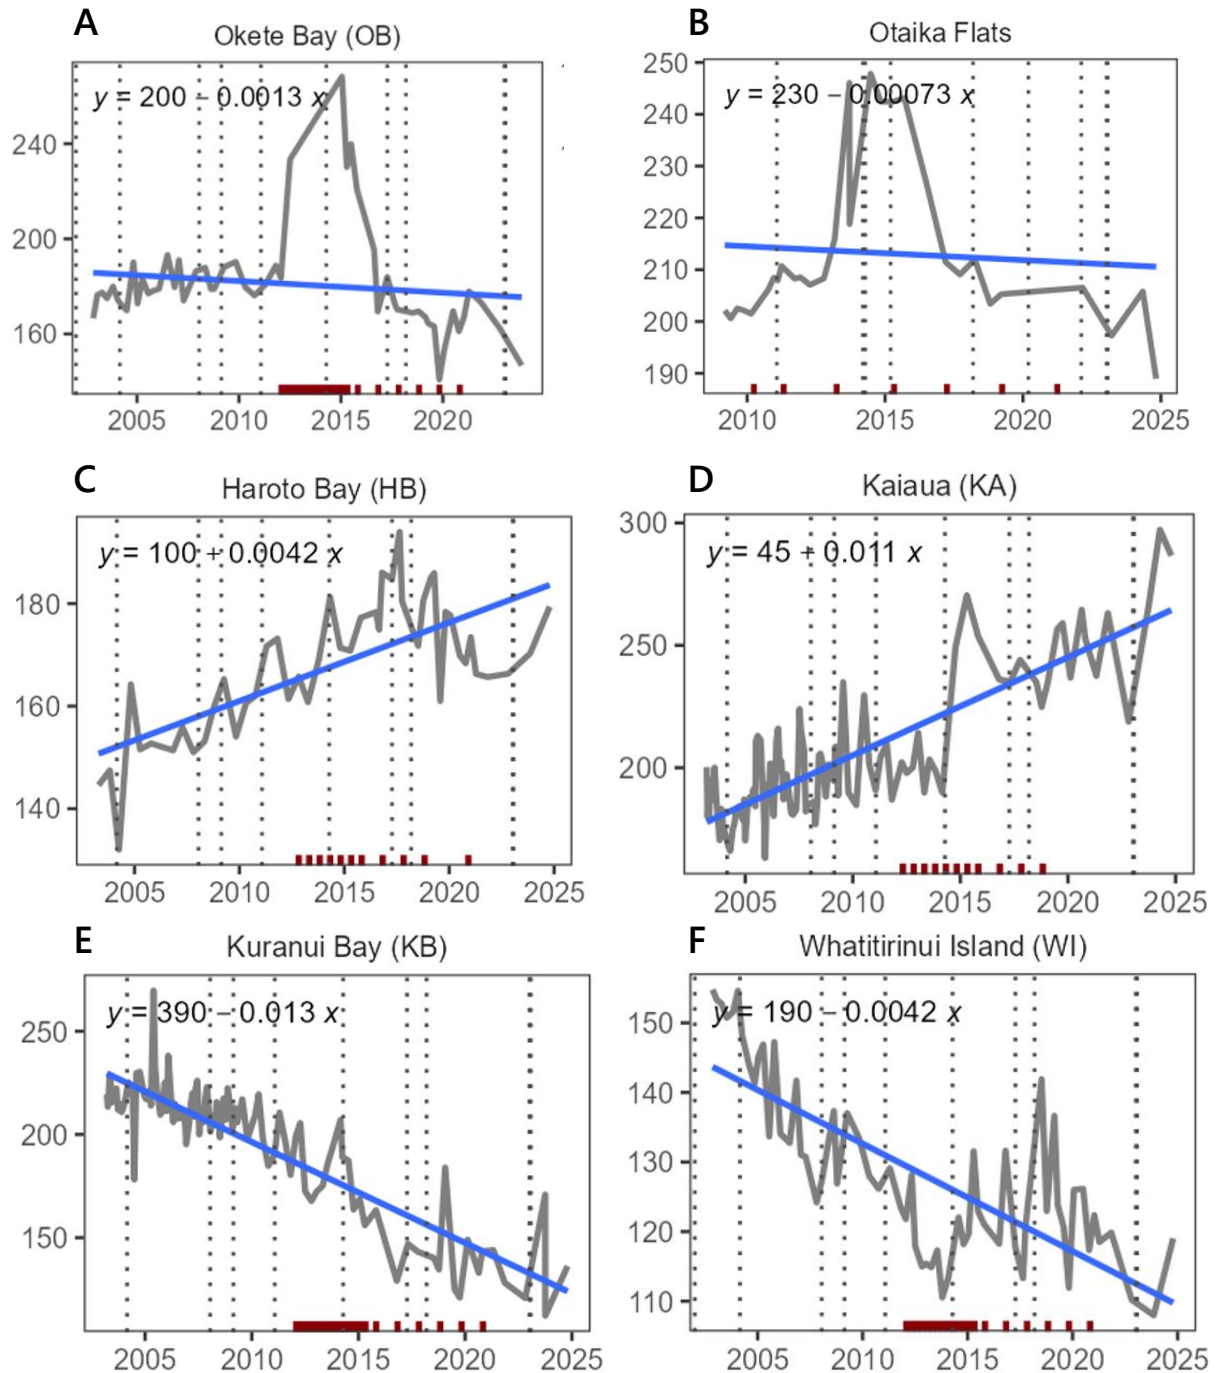 A
Okete Bay (OB)
y = 200 − 0.0013 x
240
200
160
2005 2010 2015 2020
B
Otaika Flats
y = 230 − 0.00073 x
250
240
230
220
210
200
190
2010 2015 2020 2025
C
Haroto Bay (HB)
y = 100 + 0.0042 x
180
160
140
2005 2010 2015 2020 2025
D
Kaiaua (KA)
y = 45 + 0.011 x
300
250
200
2005 2010 2015 2020 2025
E
Kuranui Bay (KB)
y = 390 − 0.013 x
250
200
150
2005 2010 2015 2020 2025
F
Whatitirinui Island (WI)
y = 190 − 0.0042 x
150
140
130
120
110
2005 2010 2015 2020 2025